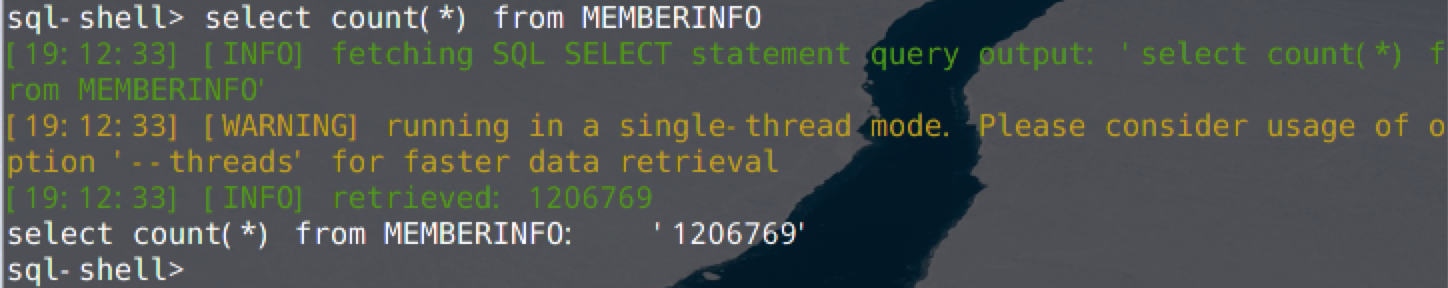 sql-shell> select count(*) from MEMBERINFO
[19:12:33] [INFO] fetching SQL SELECT statement query output: 'select count(*) f
rom MEMBERINFO'
[19:12:33] [WARNING] running in a single-thread mode. Please consider usage of o
ption '--threads' for faster data retrieval
[19:12:33] [INFO] retrieved: 1206769
select count(*) from MEMBERINFO:    '1206769'
sql-shell>